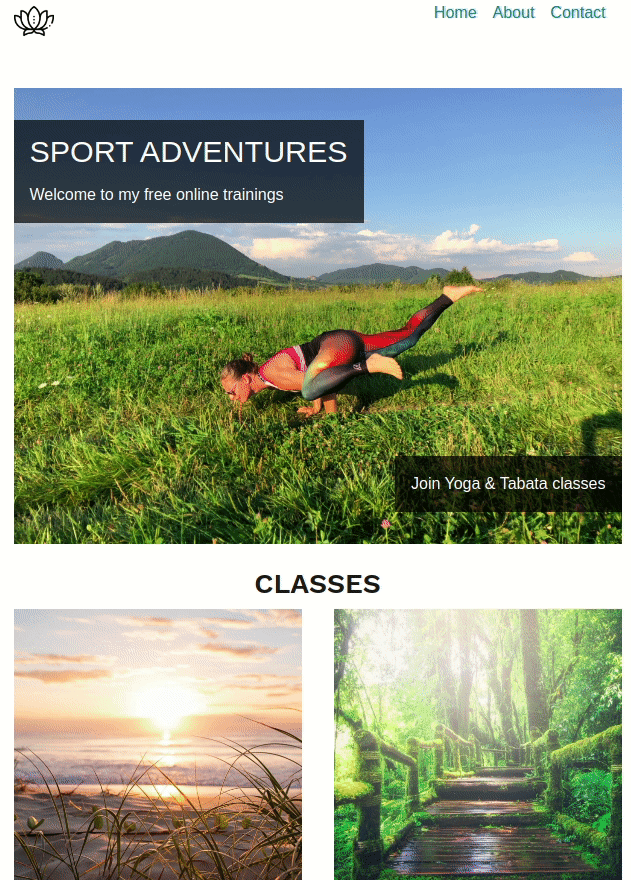 Home About Contact
SPORT ADVENTURES
Welcome to my free online trainings
Join Yoga & Tabata classes
CLASSES